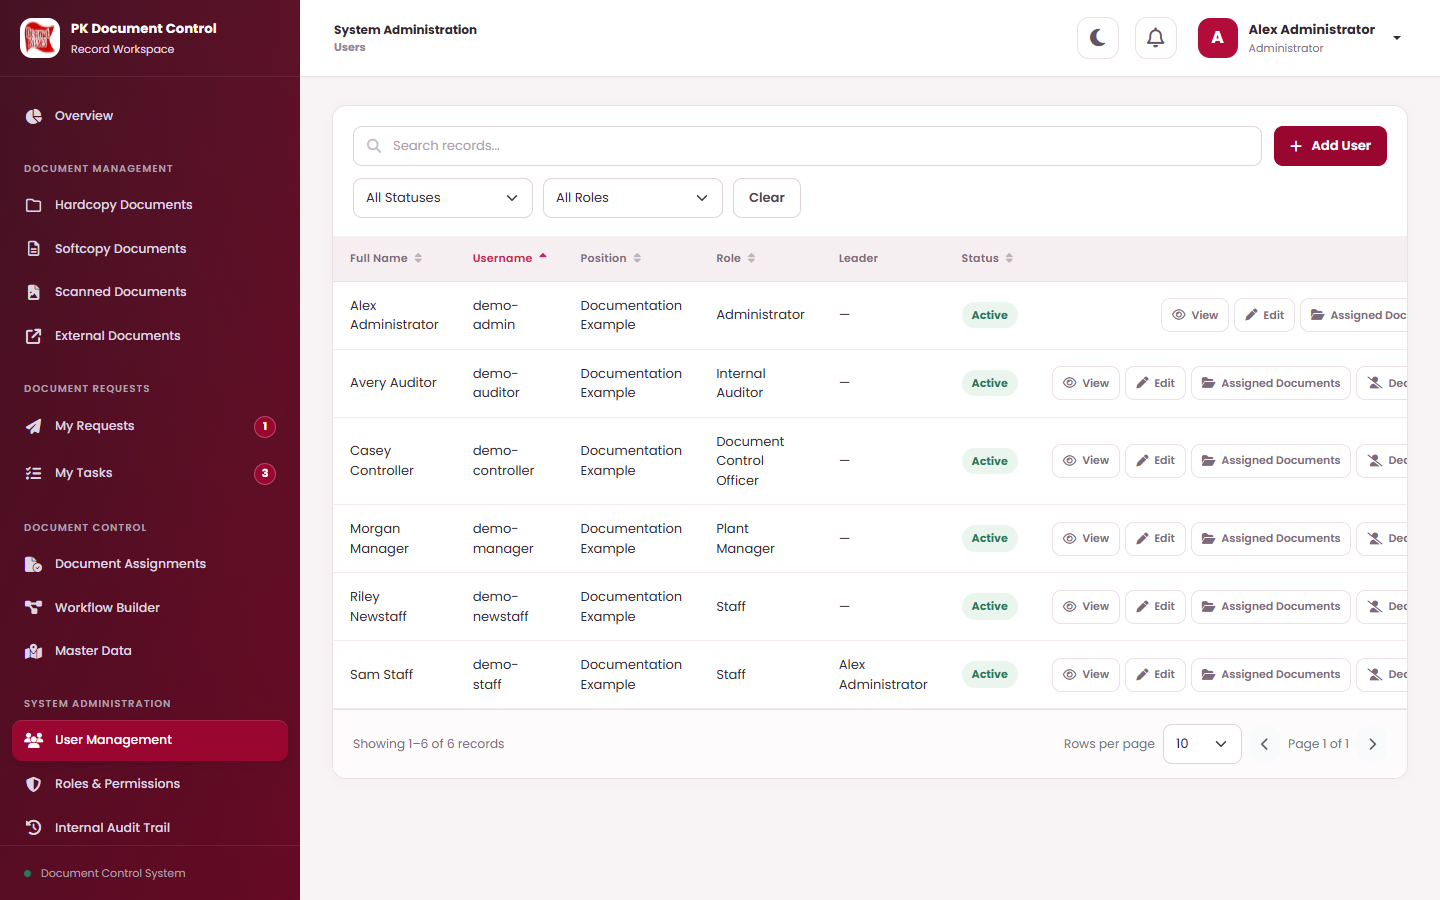 PK Document Control
Record Workspace
Overview
DOCUMENT MANAGEMENT
Hardcopy Documents
Softcopy Documents
Scanned Documents
External Documents
DOCUMENT REQUESTS
My Requests 1
My Tasks 3
DOCUMENT CONTROL
Document Assignments
Workflow Builder
Master Data
SYSTEM ADMINISTRATION
User Management
Roles & Permissions
Internal Audit Trail
Document Control System
System Administration
Users
A
Alex Administrator
Administrator
Search records...
+ Add User
All Statuses
All Roles
Clear
Full Name Username Position Role Leader Status
Alex Administrator demo-admin Documentation Example Administrator — Active View Edit Assigned Doc
Avery Auditor demo-auditor Documentation Example Internal Auditor — Active View Edit Assigned Documents Dea
Casey Controller demo-controller Documentation Example Document Control Officer — Active View Edit Assigned Documents Dea
Morgan Manager demo-manager Documentation Example Plant Manager — Active View Edit Assigned Documents Dea
Riley Newstaff demo-newstaff Documentation Example Staff — Active View Edit Assigned Documents Dea
Sam Staff demo-staff Documentation Example Staff Alex Administrator Active View Edit Assigned Documents Dea
Showing 1–6 of 6 records
Rows per page 10 Page 1 of 1